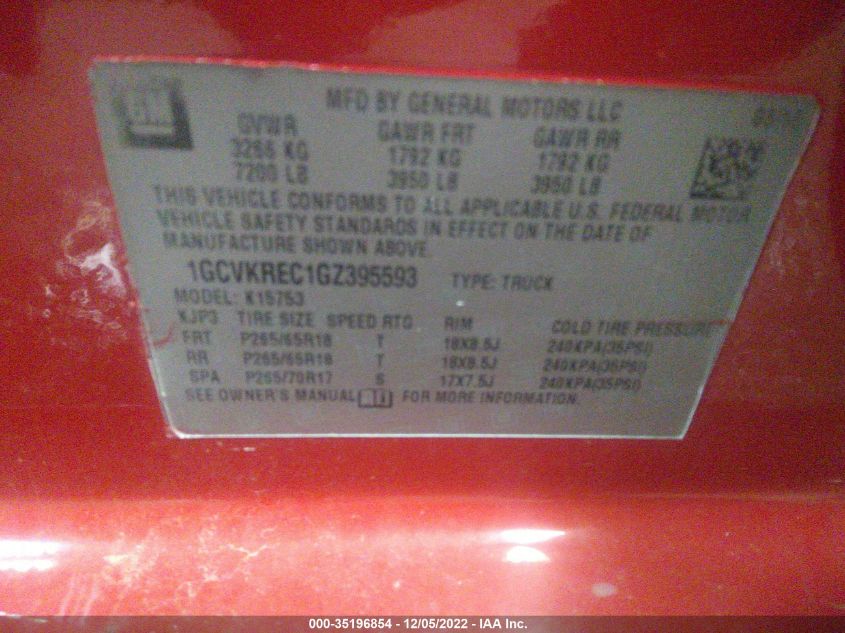 GM
MFD BY GENERAL MOTORS LLC
GVWR GAWR FRT GAWR RR
3266 KG 1792 KG 1792 KG
7200 LB 3950 LB 3950 LB
THIS VEHICLE CONFORMS TO ALL APPLICABLE U.S. FEDERAL MOTOR
VEHICLE SAFETY STANDARDS IN EFFECT ON THE DATE OF
MANUFACTURE SHOWN ABOVE.
1GCVKREC1GZ395593 TYPE: TRUCK
MODEL: K15753
KJP3 TIRE SIZE SPEED RTG RIM COLD TIRE PRESSURE
FRT P265/65R18 T 18X8.5J 240KPA(35PSI)
RR P265/65R18 T 18X8.5J 240KPA(35PSI)
SPA P265/70R17 S 17X7.5J 240KPA(35PSI)
SEE OWNER'S MANUAL FOR MORE INFORMATION.
000-35196854 - 12/05/2022 - IAA Inc.